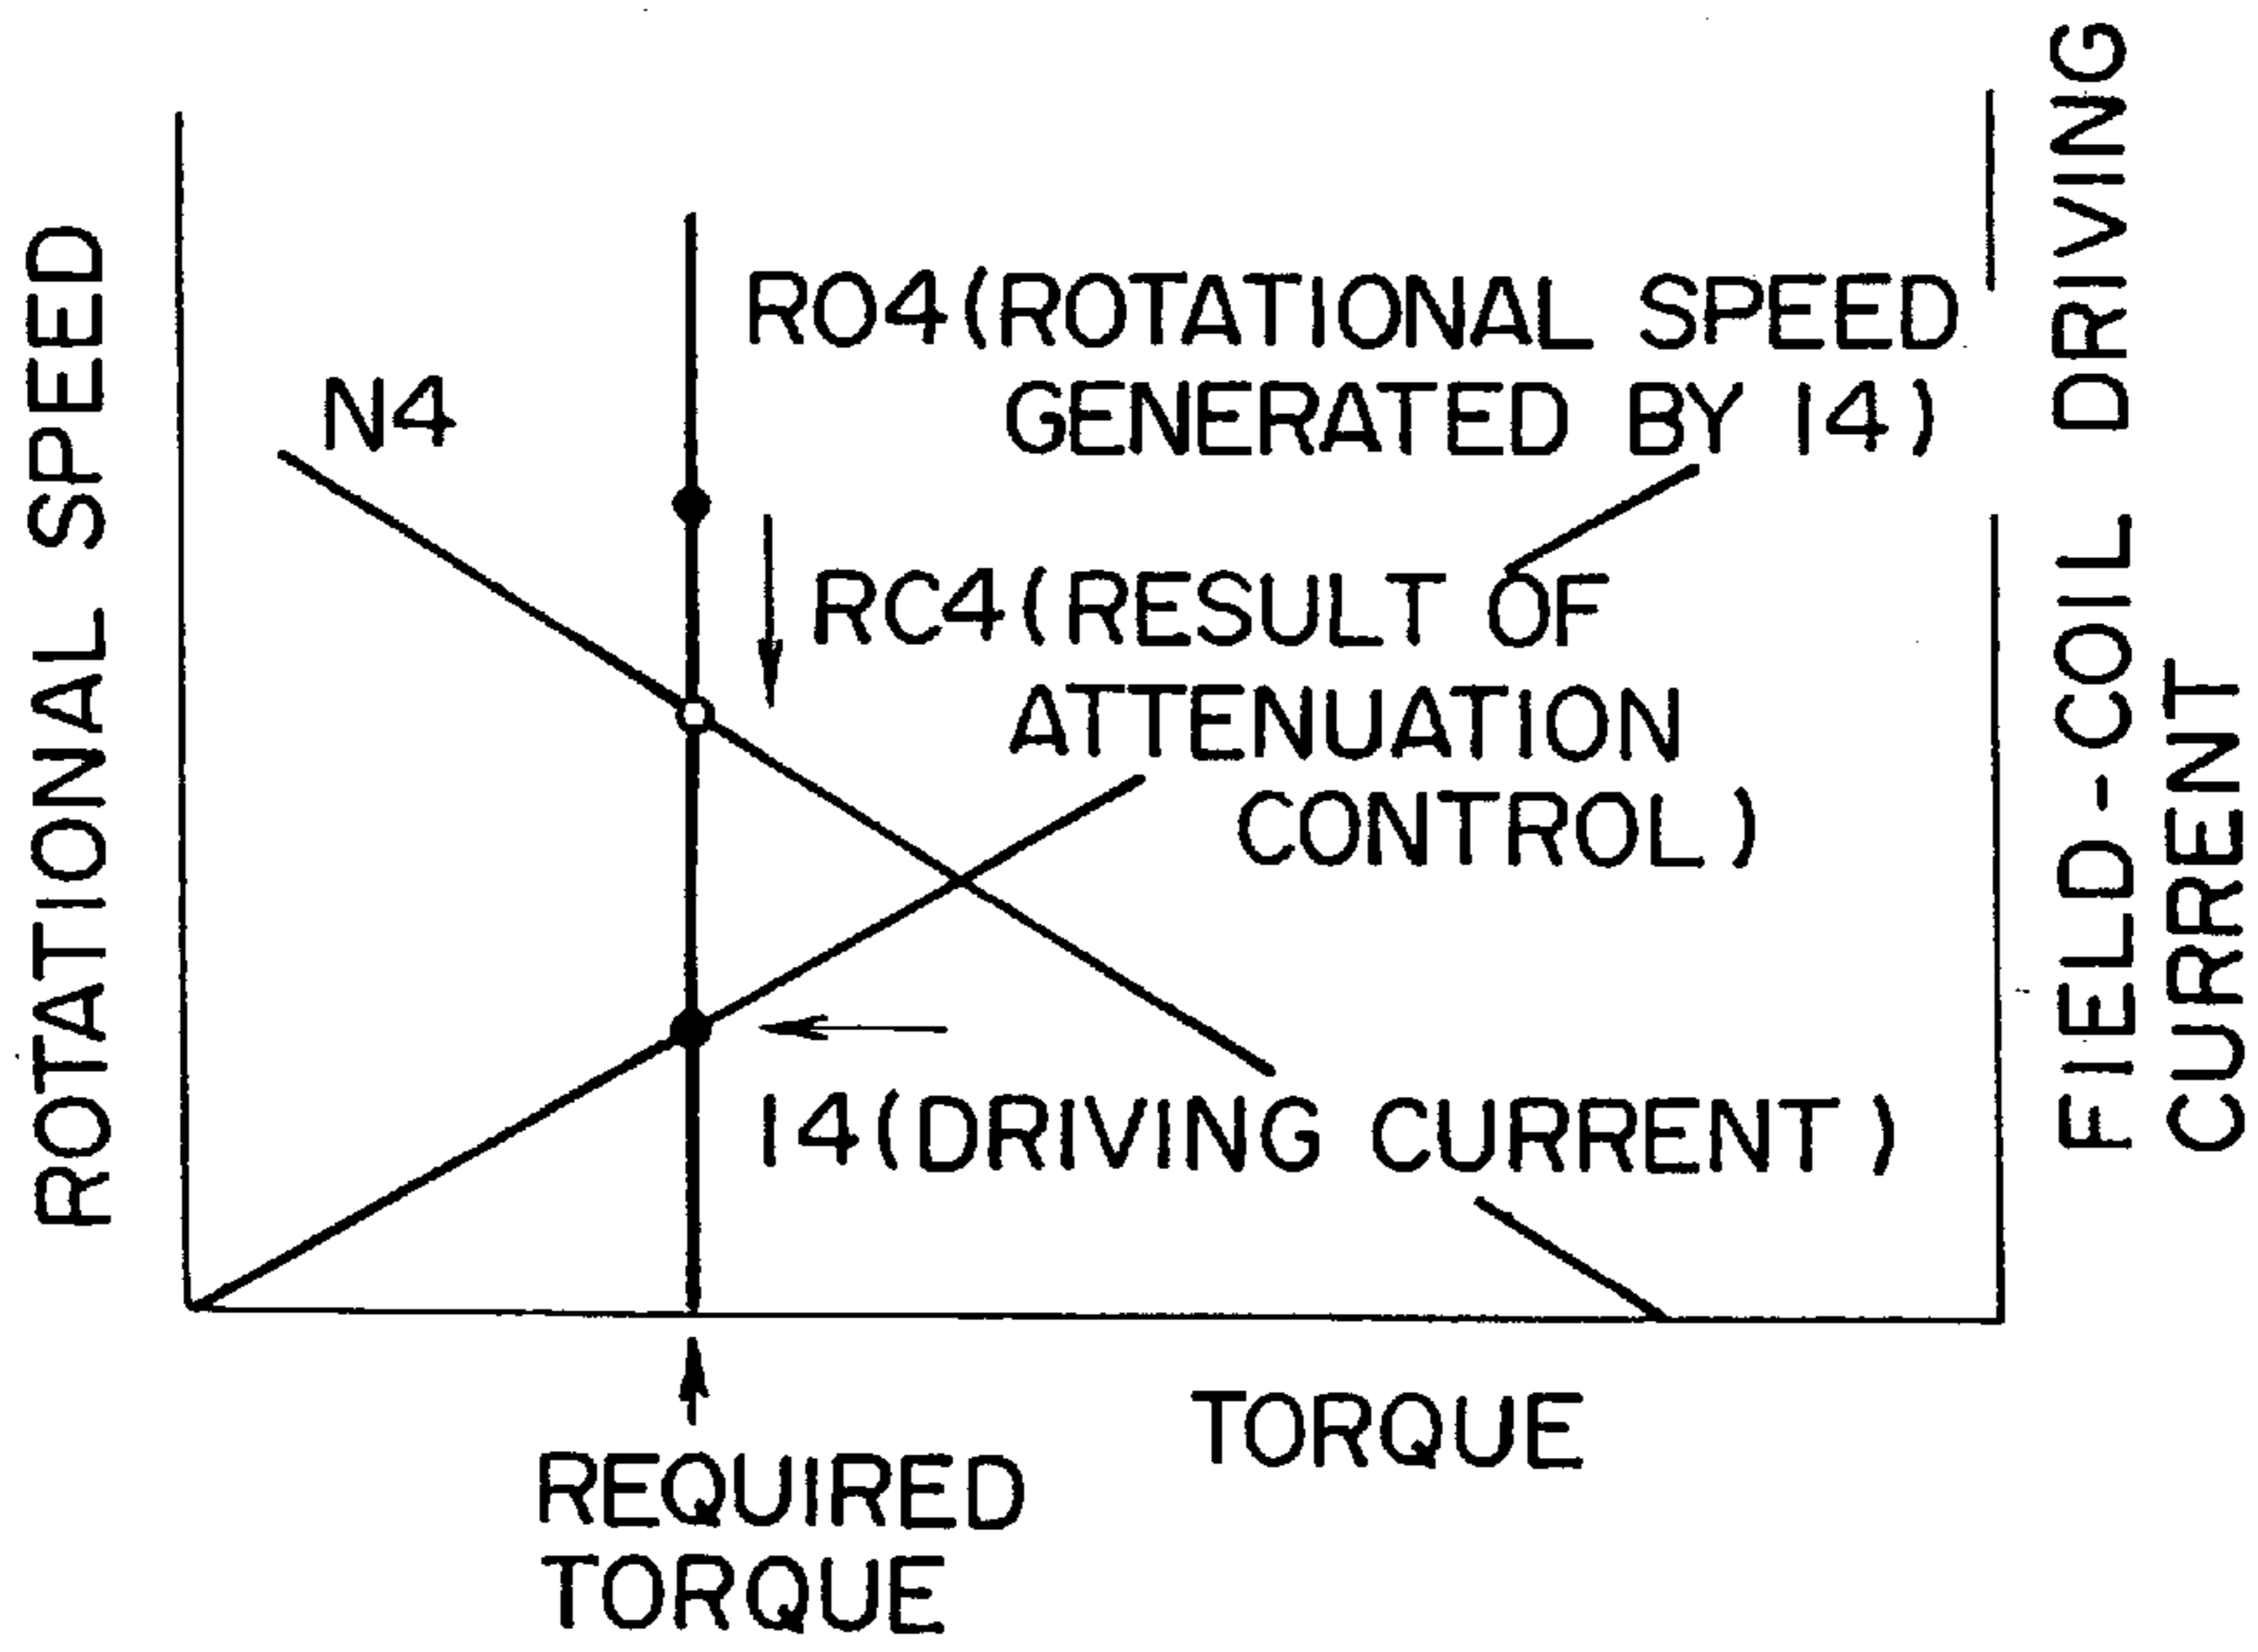 ROTATIONAL SPEED
N4
RO4(ROTATIONAL SPEED
GENERATED BY I4)
RC4(RESULT OF
ATTENUATION
CONTROL)
I4(DRIVING CURRENT)
FIELD-COIL DRIVING
CURRENT
REQUIRED
TORQUE
TORQUE